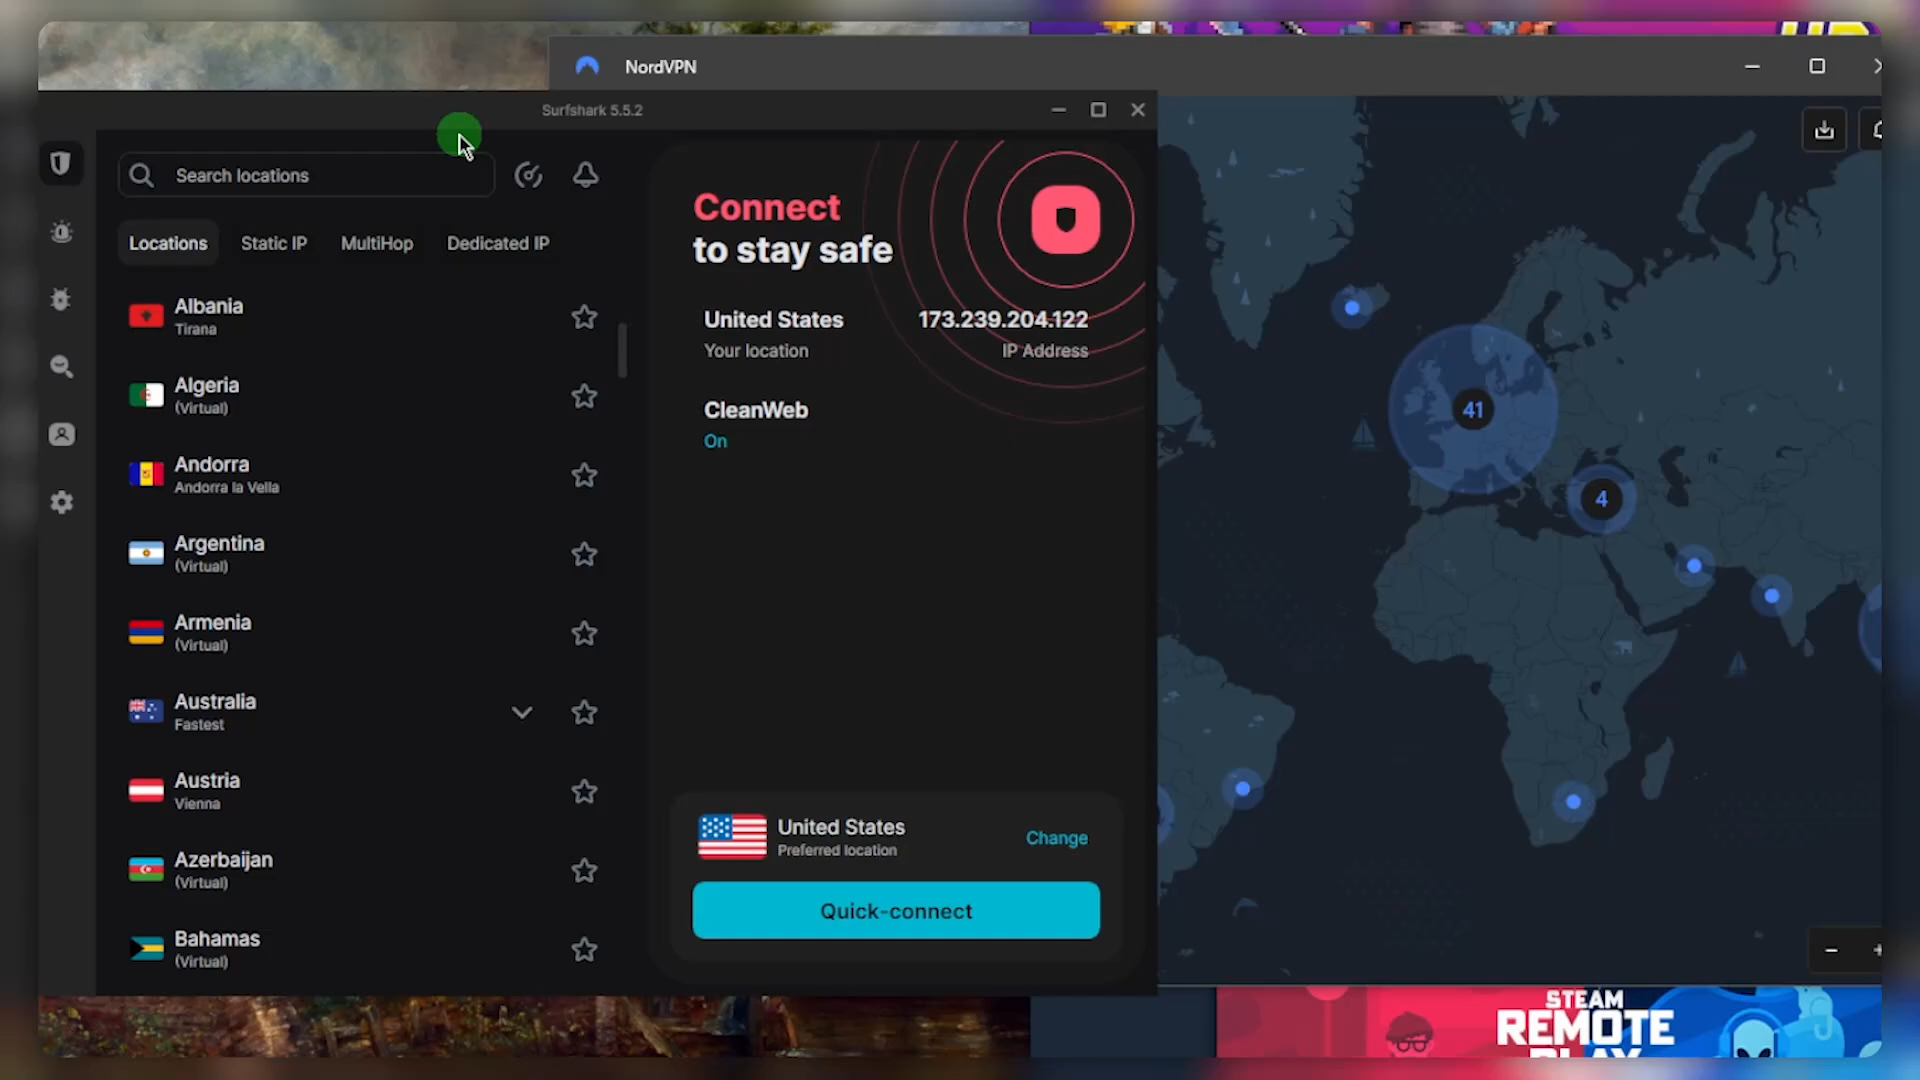 NordVPN
Surfshark 5.5.2
Search locations
Locations
Static IP
MultiHop
Dedicated IP
Albania
Tirana
Algeria
(Virtual)
Andorra
Andorra la Vella
Argentina
(Virtual)
Armenia
(Virtual)
Australia
Fastest
Austria
Vienna
Azerbaijan
(Virtual)
Bahamas
(Virtual)
Connect
to stay safe
United States
173.239.204.122
Your location
IP Address
CleanWeb
On
United States
Preferred location
Change
Quick-connect
41
4
STEAM
REMOTE
PLAY